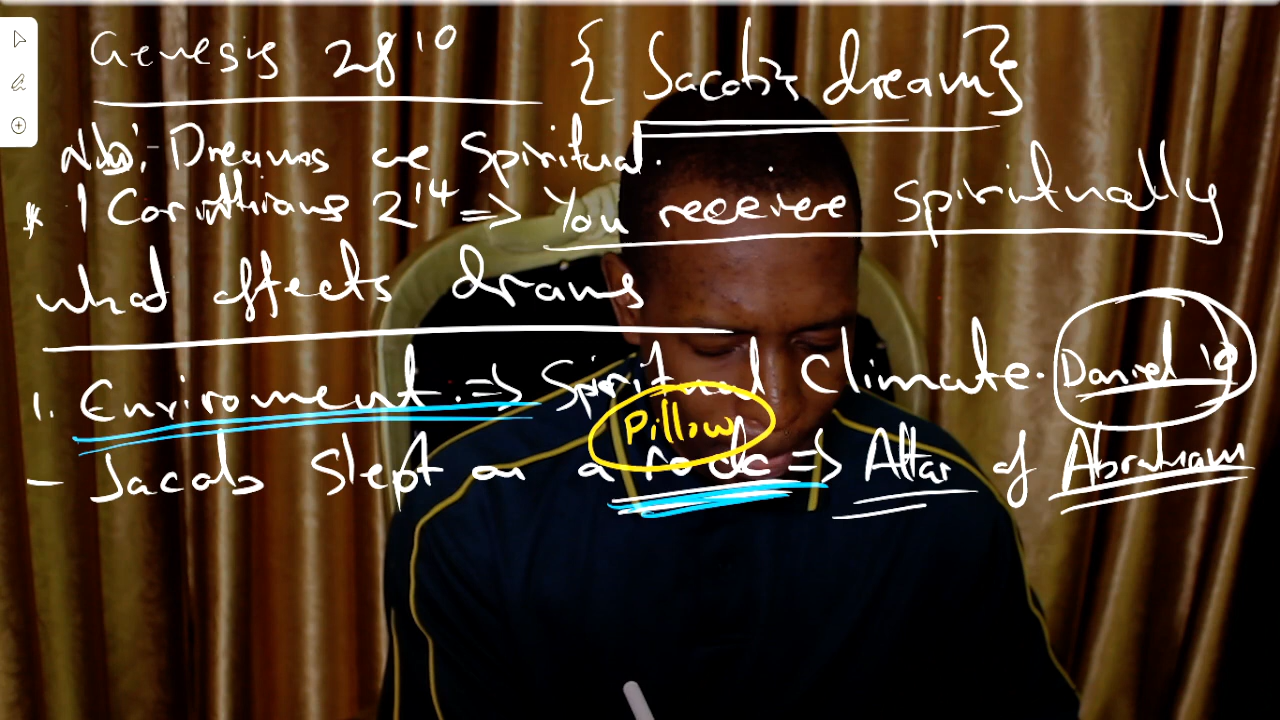 Genesis 28¹⁰ { Jacob's dream }
Nb:- Dreams are Spiritual.
* 1 Corinthians 2¹⁴ => You receive spiritually
what affects drams
1. Enviroment. => Spiritual Climate. Daniel 10
Pillow
- Jacob Slept on a rock => Altar of Abraham